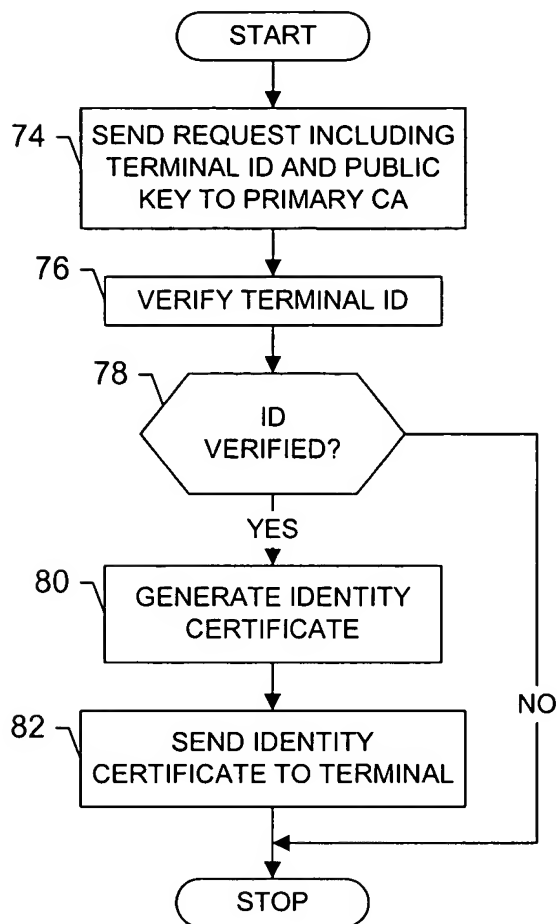 START
74
SEND REQUEST INCLUDING
TERMINAL ID AND PUBLIC
KEY TO PRIMARY CA
76
VERIFY TERMINAL ID
78
ID
VERIFIED?
YES
80
GENERATE IDENTITY
CERTIFICATE
NO
82
SEND IDENTITY
CERTIFICATE TO TERMINAL
STOP